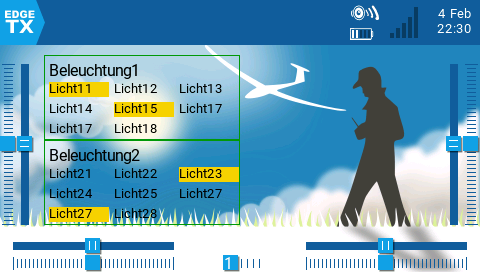 EDGE
TX
4 Feb
22:30
Beleuchtung1
Licht11 Licht12 Licht13
Licht14 Licht15 Licht17
Licht17 Licht18
Beleuchtung2
Licht21 Licht22 Licht23
Licht24 Licht25 Licht27
Licht27 Licht28
1